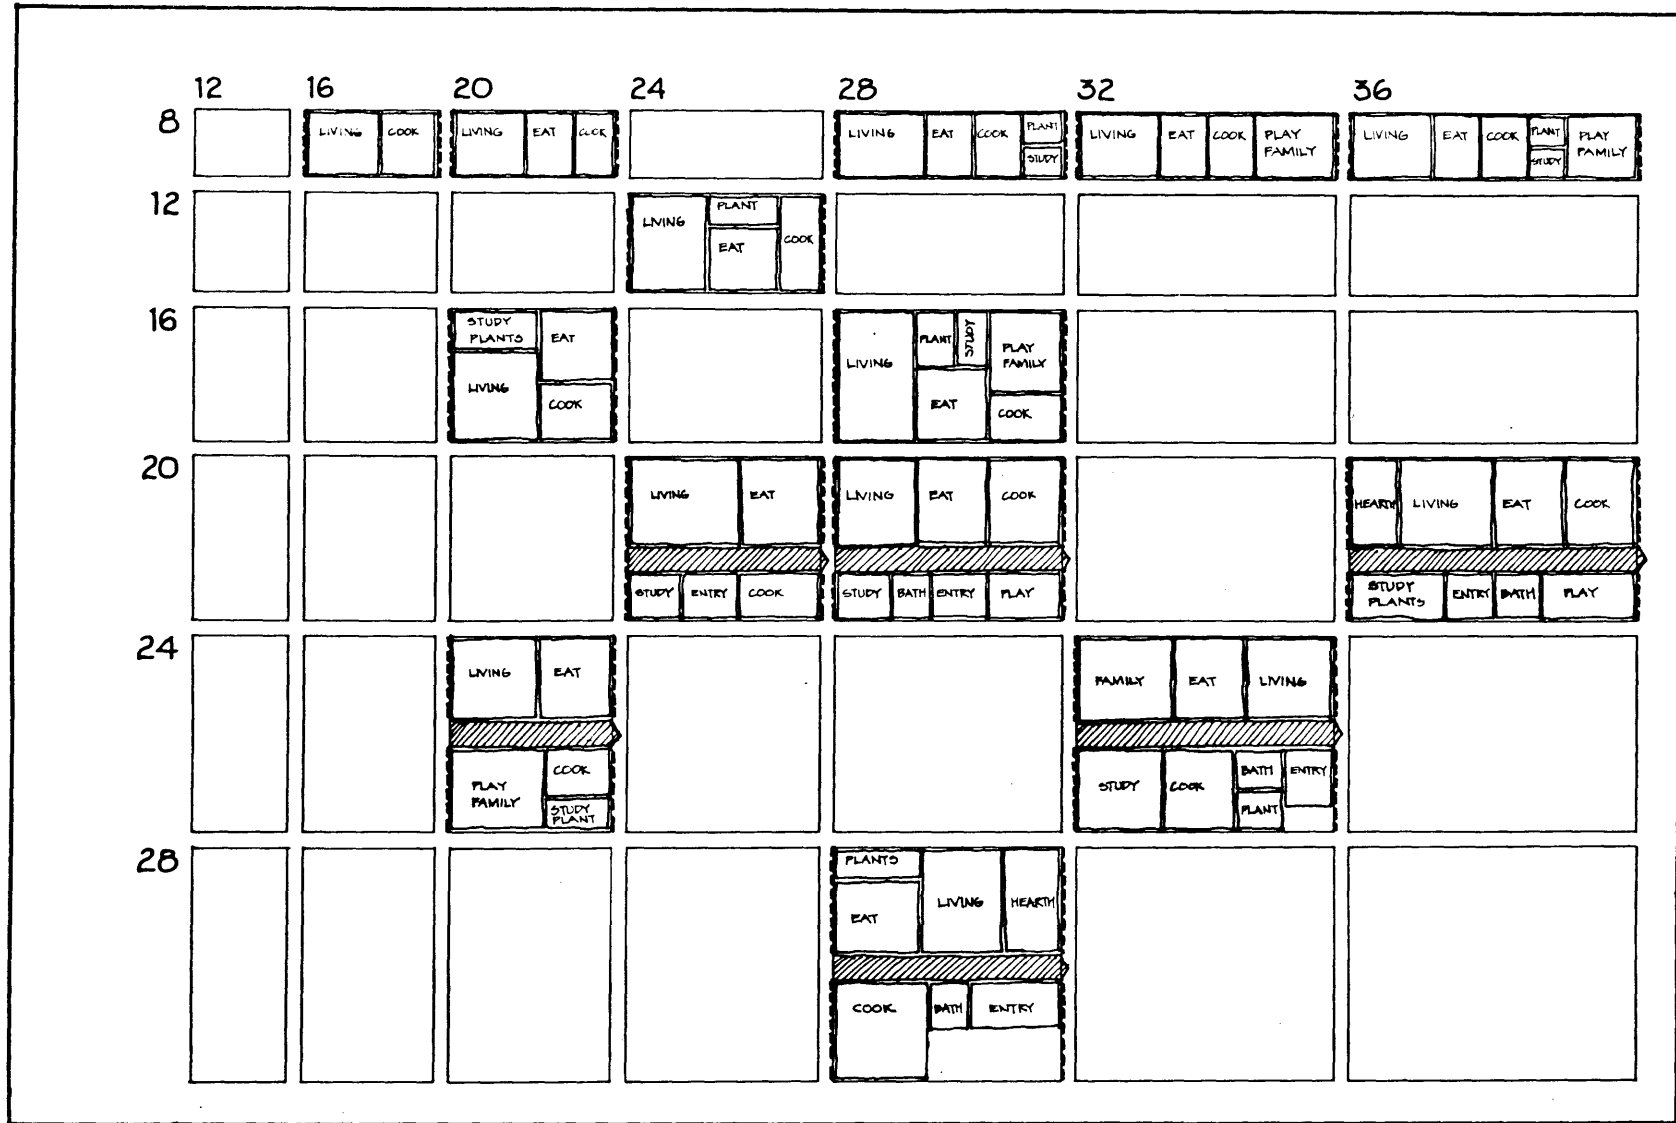 12 16 20 24 28 32 36
8
LIVING COOK
LIVING EAT COOK
LIVING EAT COOK PLANT
STUDY
LIVING EAT COOK PLAY
FAMILY
LIVING EAT COOK PLANT
STUDY
PLAY
FAMILY
12
LIVING PLANT
EAT
COOK
16
STUDY
PLANTS
EAT
LIVING
COOK
LIVING PLANT STUDY PLAY
FAMILY
EAT
COOK
20
LIVING EAT
STUDY ENTRY COOK
LIVING EAT COOK
STUDY BATH ENTRY PLAY
HEARTH LIVING EAT COOK
STUDY
PLANTS
ENTRY BATH PLAY
24
LIVING EAT
PLAY
FAMILY
COOK
STUDY
PLANT
FAMILY EAT LIVING
STUDY COOK BATH ENTRY
PLANT
28
PLANTS
EAT
LIVING HEARTH
COOK BATH ENTRY